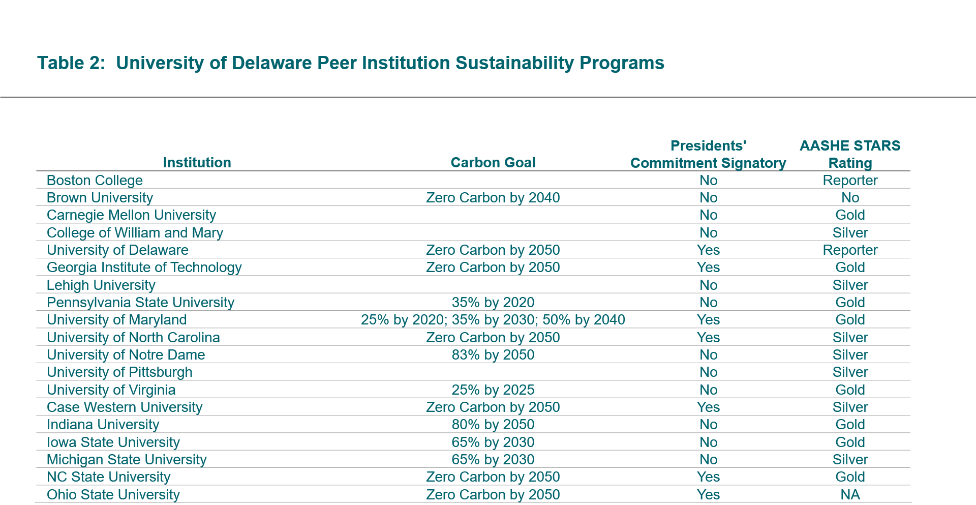 Table 2:  University of Delaware Peer Institution Sustainability Programs
Presidents' AASHE STARS
Institution Carbon Goal Commitment Signatory Rating
Boston College No Reporter
Brown University Zero Carbon by 2040 No No
Carnegie Mellon University No Gold
College of William and Mary No Silver
University of Delaware Zero Carbon by 2050 Yes Reporter
Georgia Institute of Technology Zero Carbon by 2050 Yes Gold
Lehigh University No Silver
Pennsylvania State University 35% by 2020 No Gold
University of Maryland 25% by 2020; 35% by 2030; 50% by 2040 Yes Gold
University of North Carolina Zero Carbon by 2050 Yes Silver
University of Notre Dame 83% by 2050 No Silver
University of Pittsburgh No Silver
University of Virginia 25% by 2025 No Gold
Case Western University Zero Carbon by 2050 Yes Silver
Indiana University 80% by 2050 No Gold
Iowa State University 65% by 2030 No Gold
Michigan State University 65% by 2030 No Silver
NC State University Zero Carbon by 2050 Yes Gold
Ohio State University Zero Carbon by 2050 Yes NA